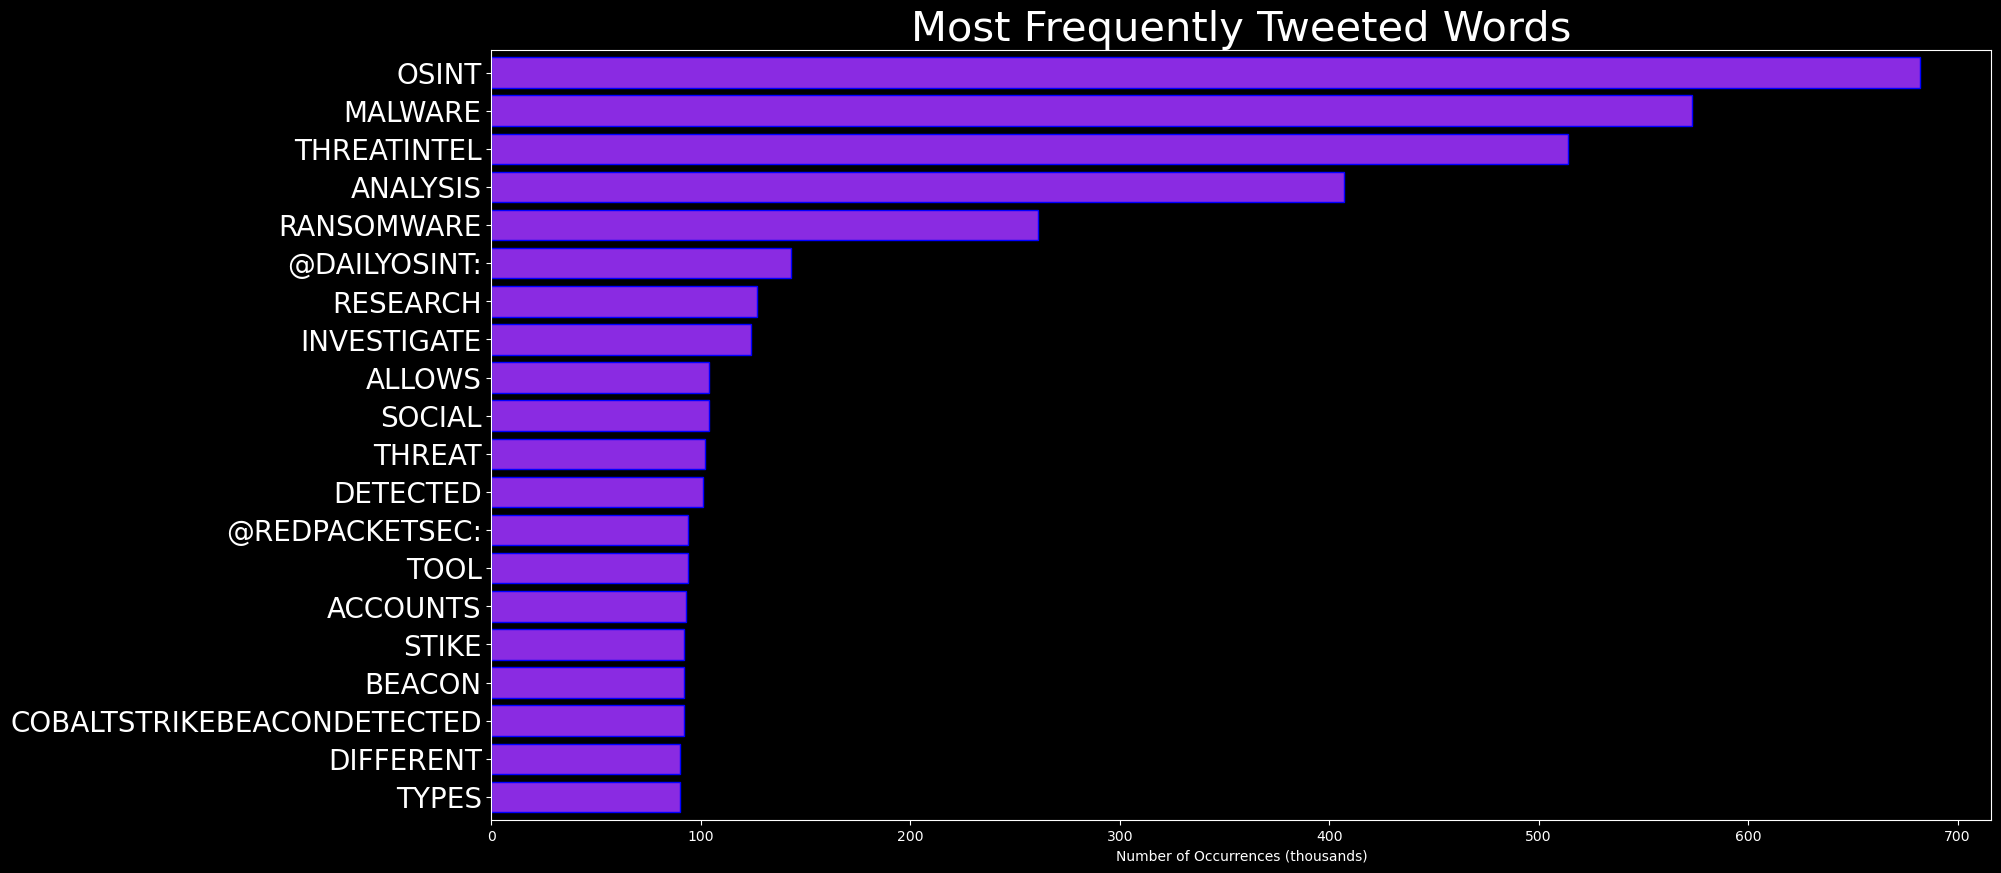 Most Frequently Tweeted Words
OSINT
MALWARE
THREATINTEL
ANALYSIS
RANSOMWARE
@DAILYOSINT:
RESEARCH
INVESTIGATE
ALLOWS
SOCIAL
THREAT
DETECTED
@REDPACKETSEC:
TOOL
ACCOUNTS
STIKE
BEACON
COBALTSTRIKEBEACONDETECTED
DIFFERENT
TYPES
0 100 200 300 400 500 600 700
Number of Occurrences (thousands)